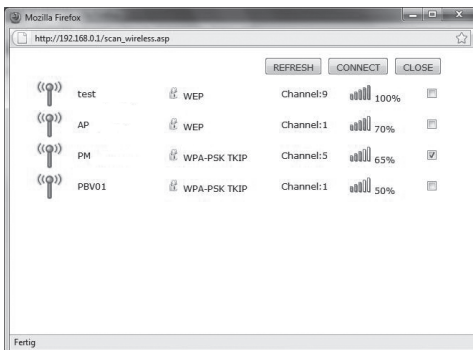 Mozilla Firefox
http://192.168.0.1/scan_wireless.asp
REFRESH CONNECT CLOSE
test WEP Channel:9 100%
AP WEP Channel:1 70%
PM WPA-PSK TKIP Channel:5 65%
PBV01 WPA-PSK TKIP Channel:1 50%
Fertig